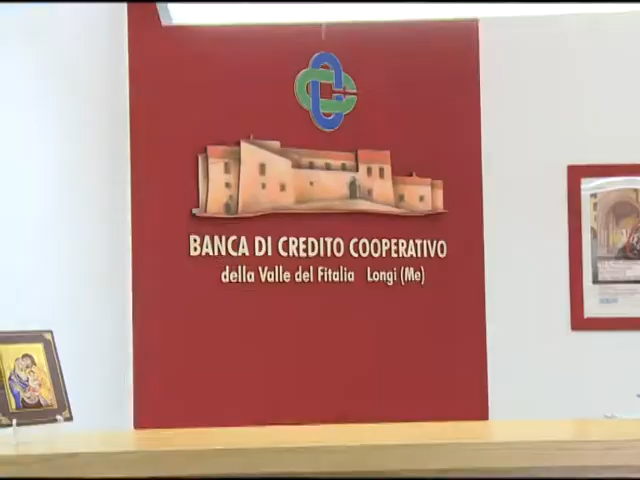 BANCA DI CREDITO COOPERATIVO
della Valle del Fitalia Longi (Me)